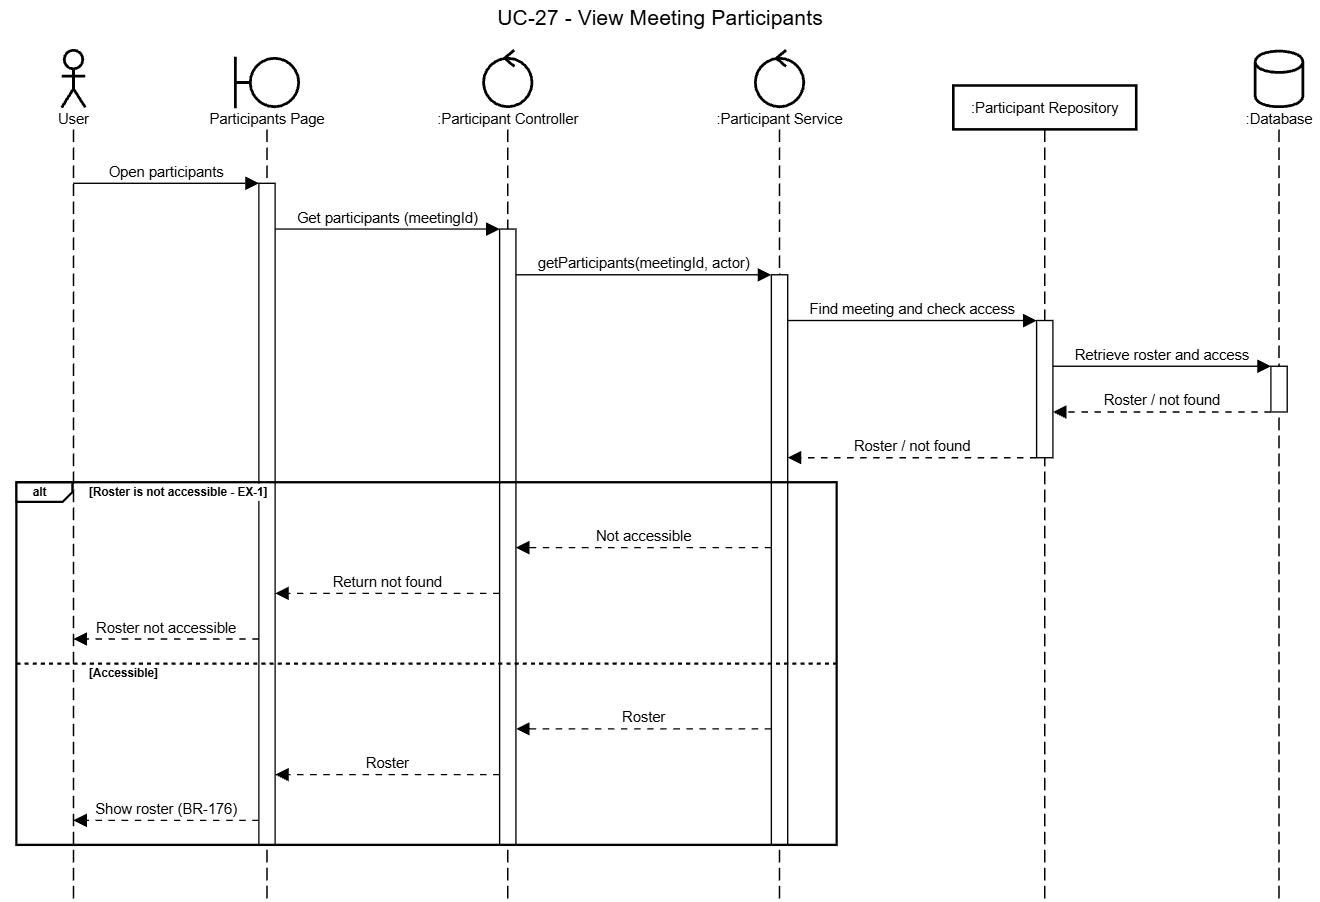 UC-27 - View Meeting Participants
User
Participants Page
:Participant Controller
:Participant Service
:Participant Repository
:Database
Open participants
Get participants (meetingId)
getParticipants(meetingId, actor)
Find meeting and check access
Retrieve roster and access
Roster / not found
Roster / not found
alt
[Roster is not accessible - EX-1]
Not accessible
Return not found
Roster not accessible
[Accessible]
Roster
Roster
Show roster (BR-176)